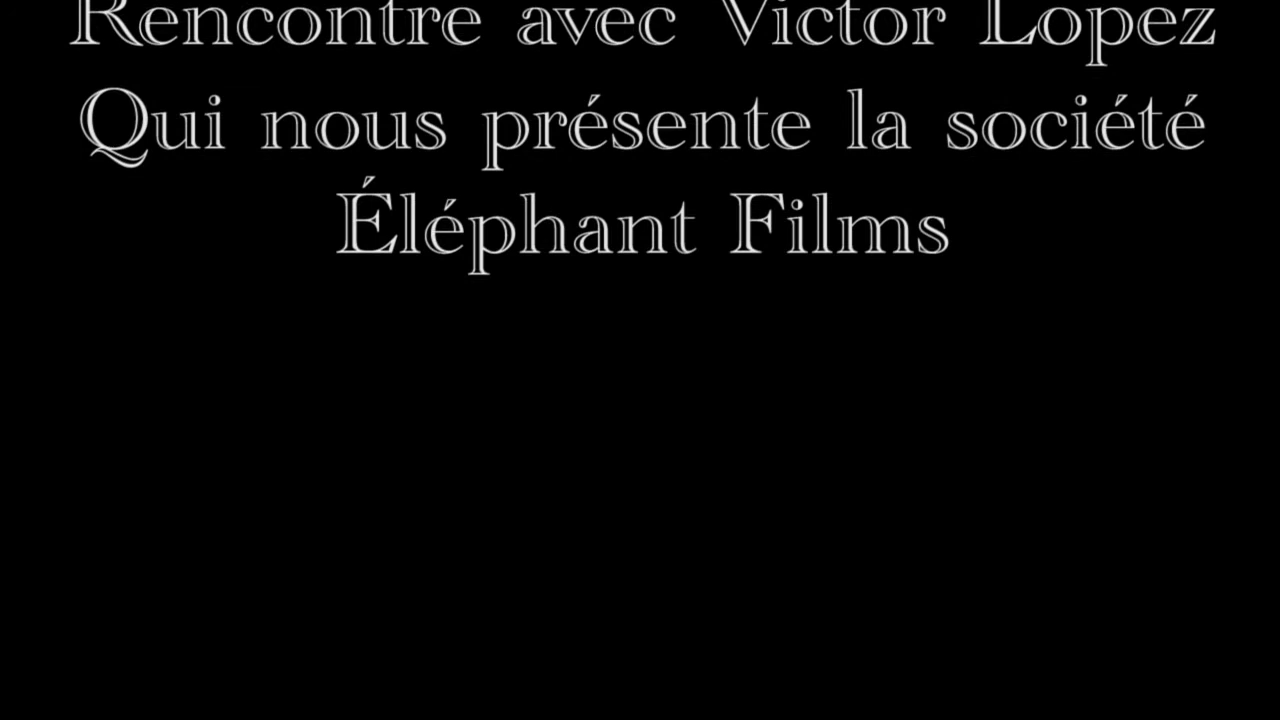 Rencontre avec Victor Lopez
Qui nous présente la société
Éléphant Films